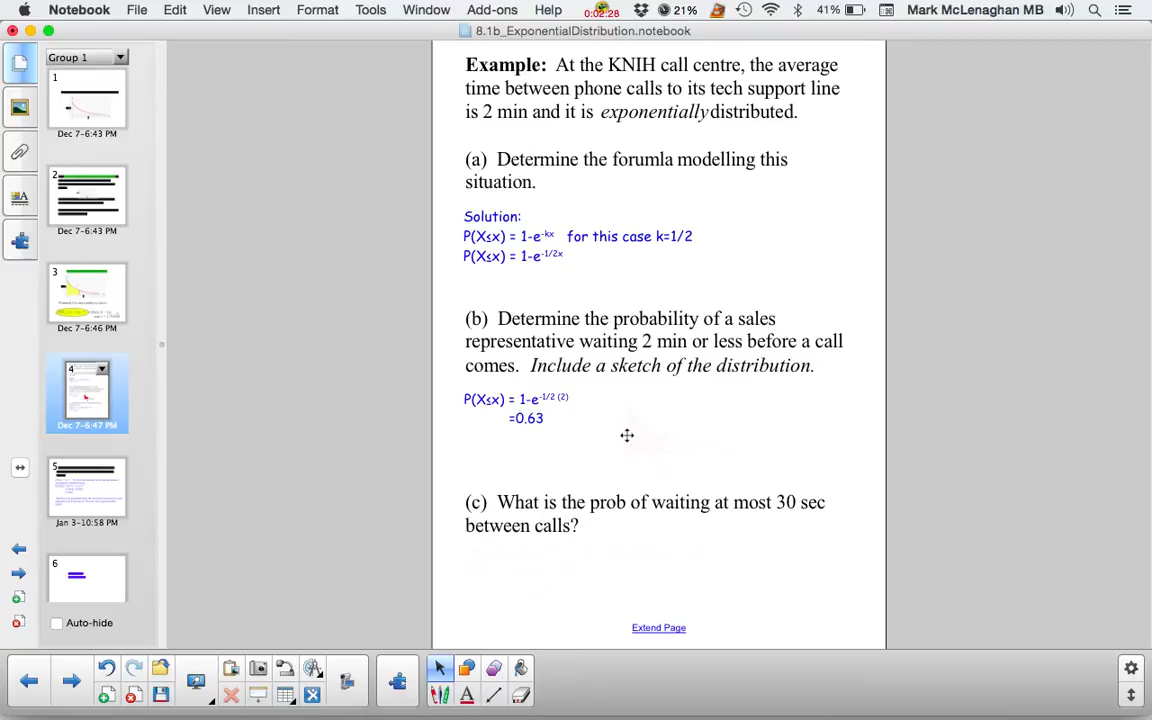 Notebook File Edit View Insert Format Tools Window Add-ons Help 0:02:28 21% 41% Mark McLenaghan MB
8.1b_ExponentialDistribution.notebook
Group 1
1
Dec 7-6:43 PM
2
Dec 7-6:43 PM
3
Dec 7-6:46 PM
4
Dec 7-6:47 PM
5
Jan 3-10:58 PM
6
Auto-hide
Example: At the KNIH call centre, the average
time between phone calls to its tech support line
is 2 min and it is exponentially distributed.
(a) Determine the forumla modelling this
situation.
Solution:
P(X≤x) = 1-e^-kx for this case k=1/2
P(X≤x) = 1-e^-1/2x
(b) Determine the probability of a sales
representative waiting 2 min or less before a call
comes. Include a sketch of the distribution.
P(X≤x) = 1-e^-1/2 (2)
=0.63
(c) What is the prob of waiting at most 30 sec
between calls?
Extend Page